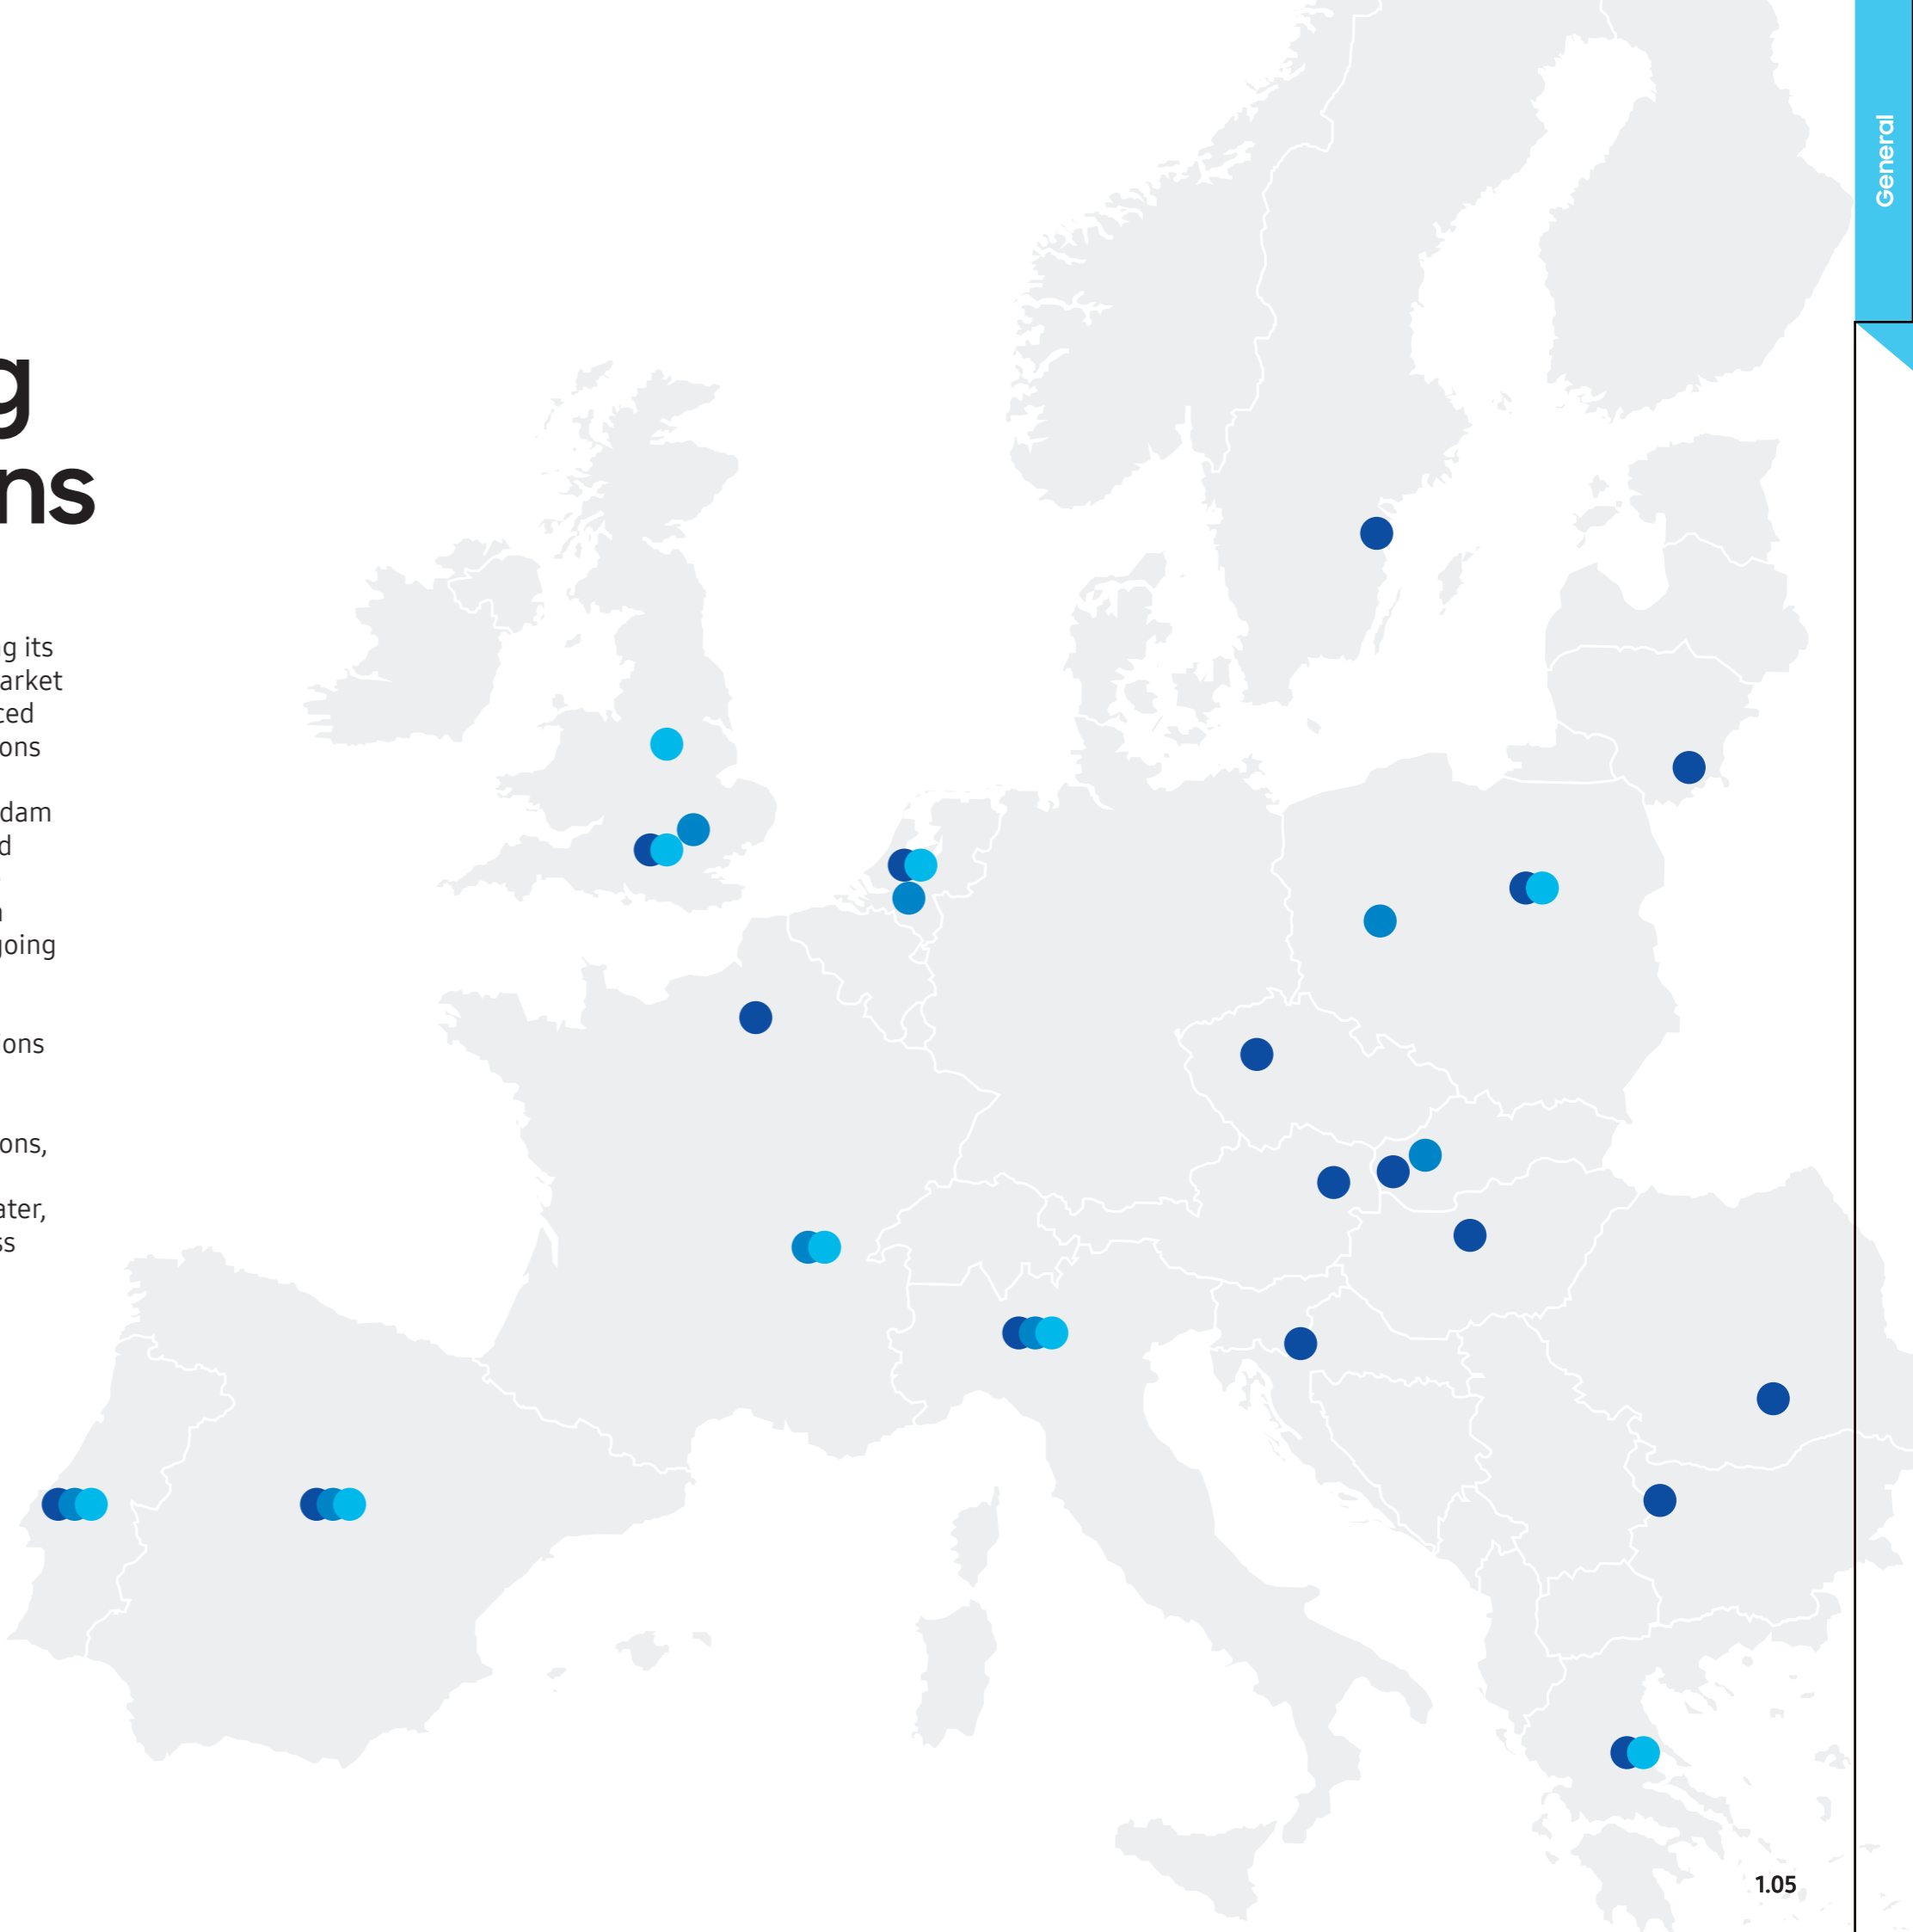 g
ns
g its
arket
ced
ons
dam
d
going
ions
ons,
ater,
ss
General
1.05